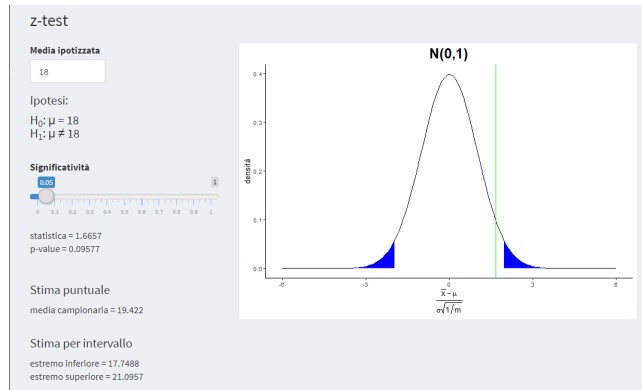 z-test
Media ipotizzata
18
Ipotesi:
H₀: μ = 18
H₁: μ ≠ 18
Significatività
0.05
1
0 0.1 0.2 0.3 0.4 0.5 0.6 0.7 0.8 0.9 1
statistica = 1.6657
p-value = 0.09577
Stima puntuale
media campionaria = 19.422
Stima per intervallo
estremo inferiore = 17.7488
estremo superiore = 21.0957
N(0,1)
densità
0.4
0.3
0.2
0.1
0.0
-6 -3 0 3 6
x̅ − μ
σ√1/m